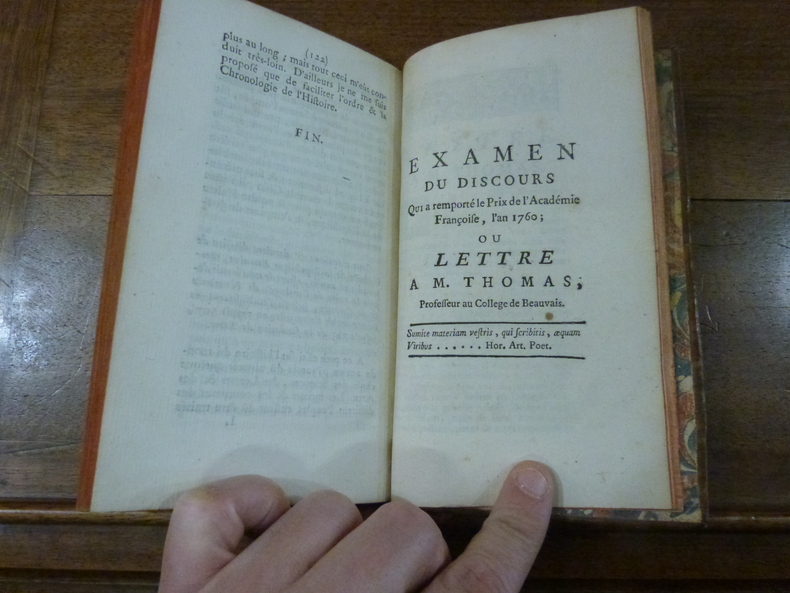 (122)
plus au long ; mais tout ceci m'eût con-
duit très-loin. D'ailleurs je ne me suis
proposé que de faciliter l'ordre & la
Chronologie de l'Hiſtoire.
FIN.
EXAMEN
DU DISCOURS
Qui a remporté le Prix de l'Académie
Françoiſe, l'an 1760 ;
OU
LETTRE
A M. THOMAS,
Profeſſeur au College de Beauvais.
Sumite materiam veſtris, qui ſcribitis, æquam
Viribus . . . . . . Hor. Art. Poet.